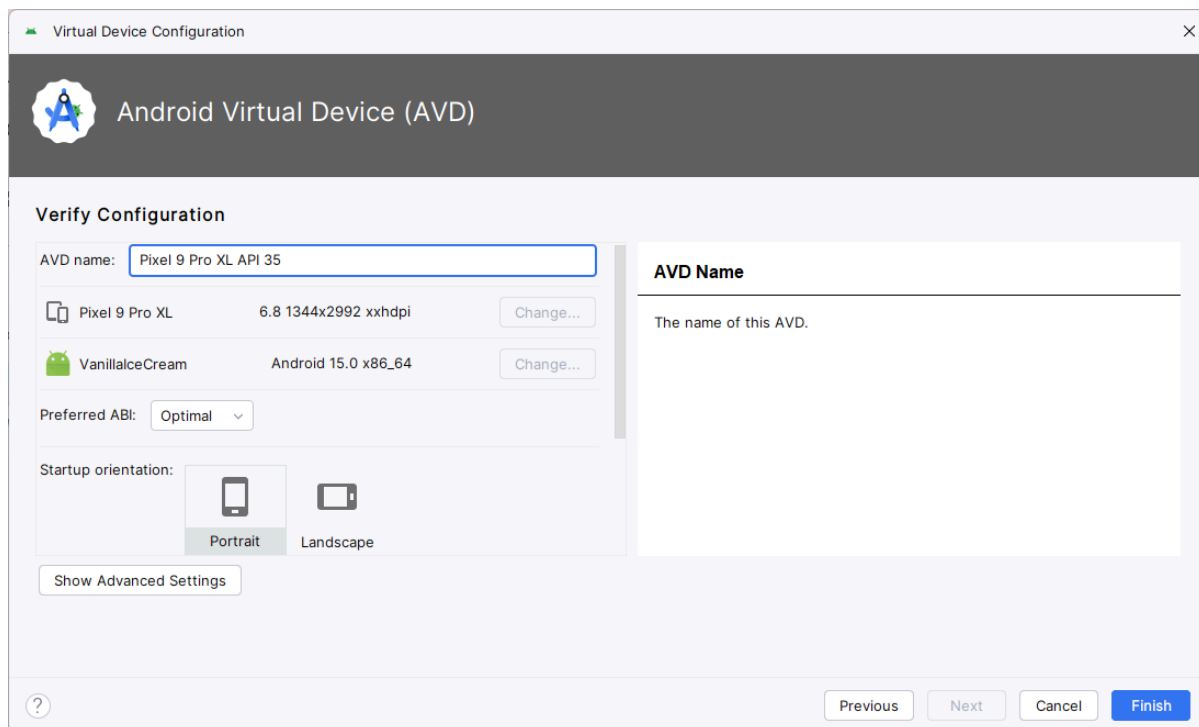 Virtual Device Configuration
Android Virtual Device (AVD)
Verify Configuration
AVD name: Pixel 9 Pro XL API 35
Pixel 9 Pro XL 6.8 1344x2992 xxhdpi Change...
VanillaIceCream Android 15.0 x86_64 Change...
Preferred ABI: Optimal
Startup orientation:
Portrait Landscape
Show Advanced Settings
AVD Name
The name of this AVD.
? Previous Next Cancel Finish